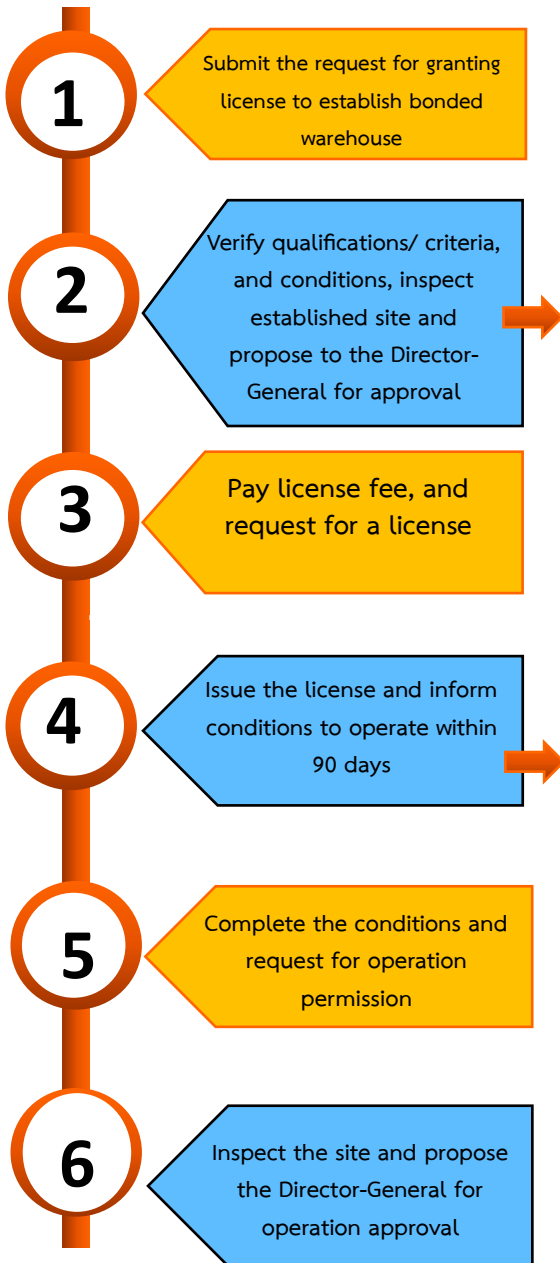 1
Submit the request for granting
license to establish bonded
warehouse
2
Verify qualifications/ criteria,
and conditions, inspect
established site and
propose to the Director-
General for approval
3
Pay license fee, and
request for a license
4
Issue the license and inform
conditions to operate within
90 days
5
Complete the conditions and
request for operation
permission
6
Inspect the site and propose
the Director-General for
operation approval